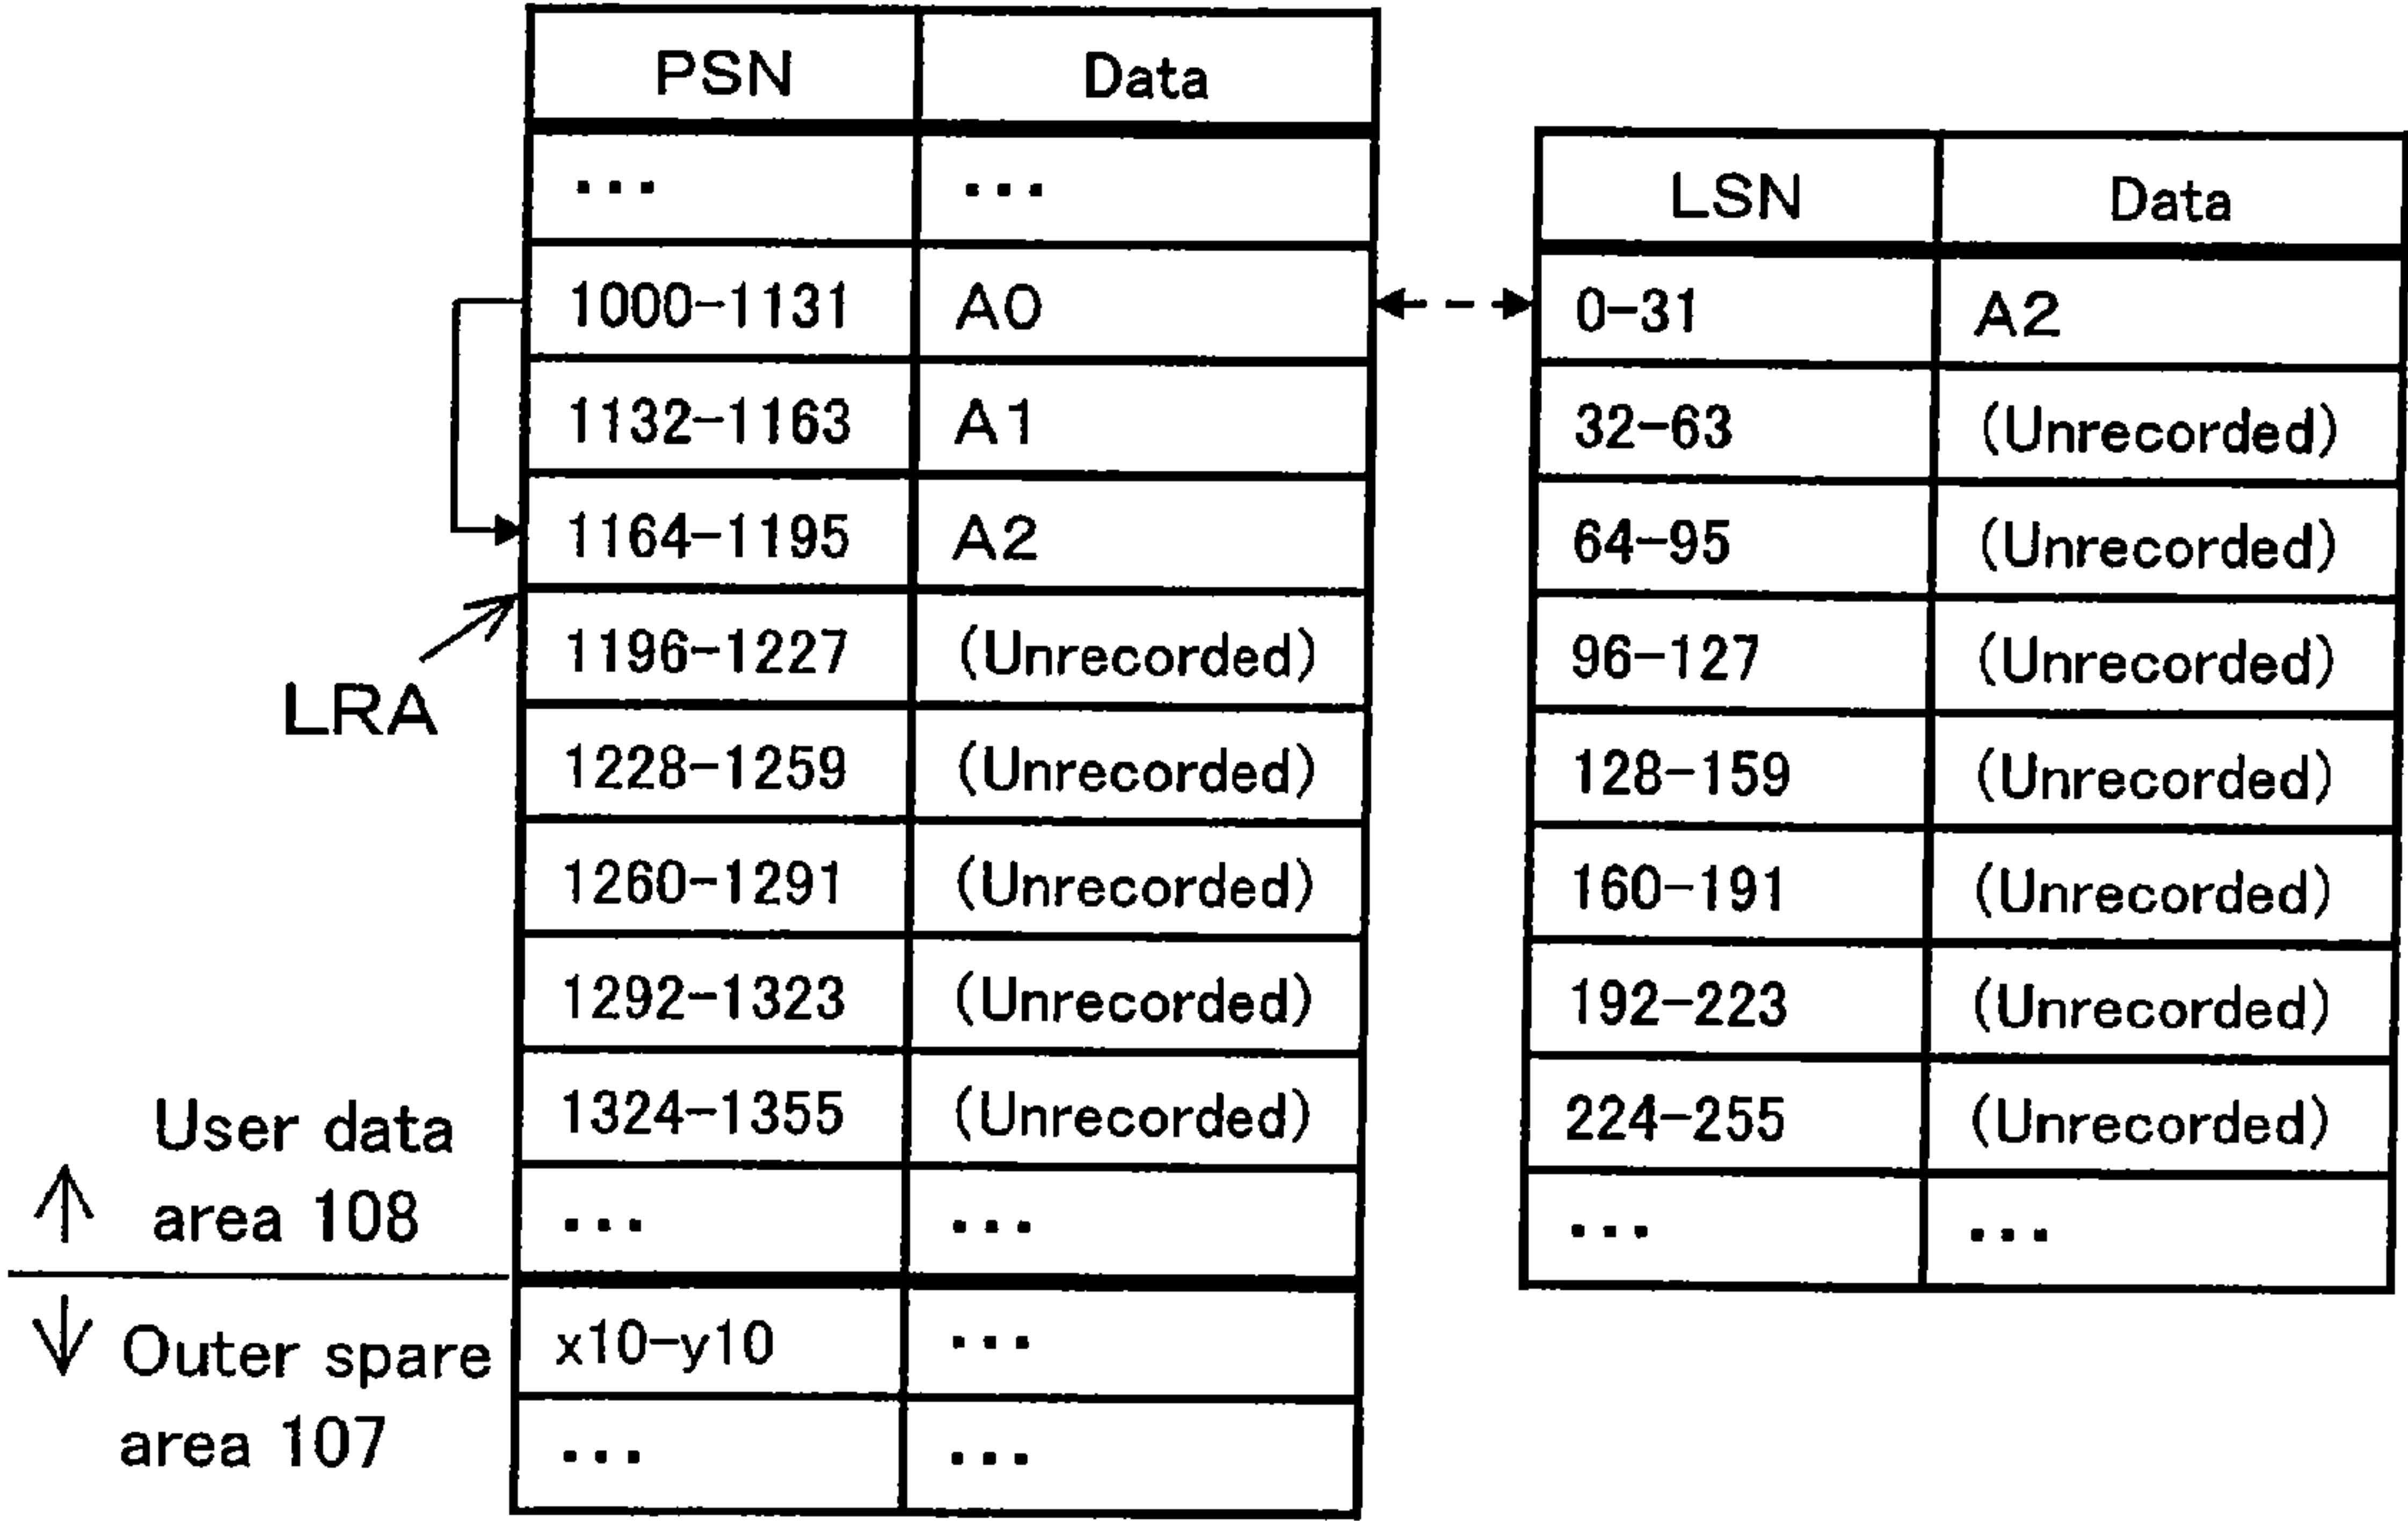 PSN Data
... ...
1000-1131 A0
1132-1163 A1
1164-1195 A2
1196-1227 (Unrecorded)
1228-1259 (Unrecorded)
1260-1291 (Unrecorded)
1292-1323 (Unrecorded)
1324-1355 (Unrecorded)
... ...
x10-y10 ...
... ...
LRA
User data
area 108
Outer spare
area 107
LSN Data
0-31 A2
32-63 (Unrecorded)
64-95 (Unrecorded)
96-127 (Unrecorded)
128-159 (Unrecorded)
160-191 (Unrecorded)
192-223 (Unrecorded)
224-255 (Unrecorded)
... ...